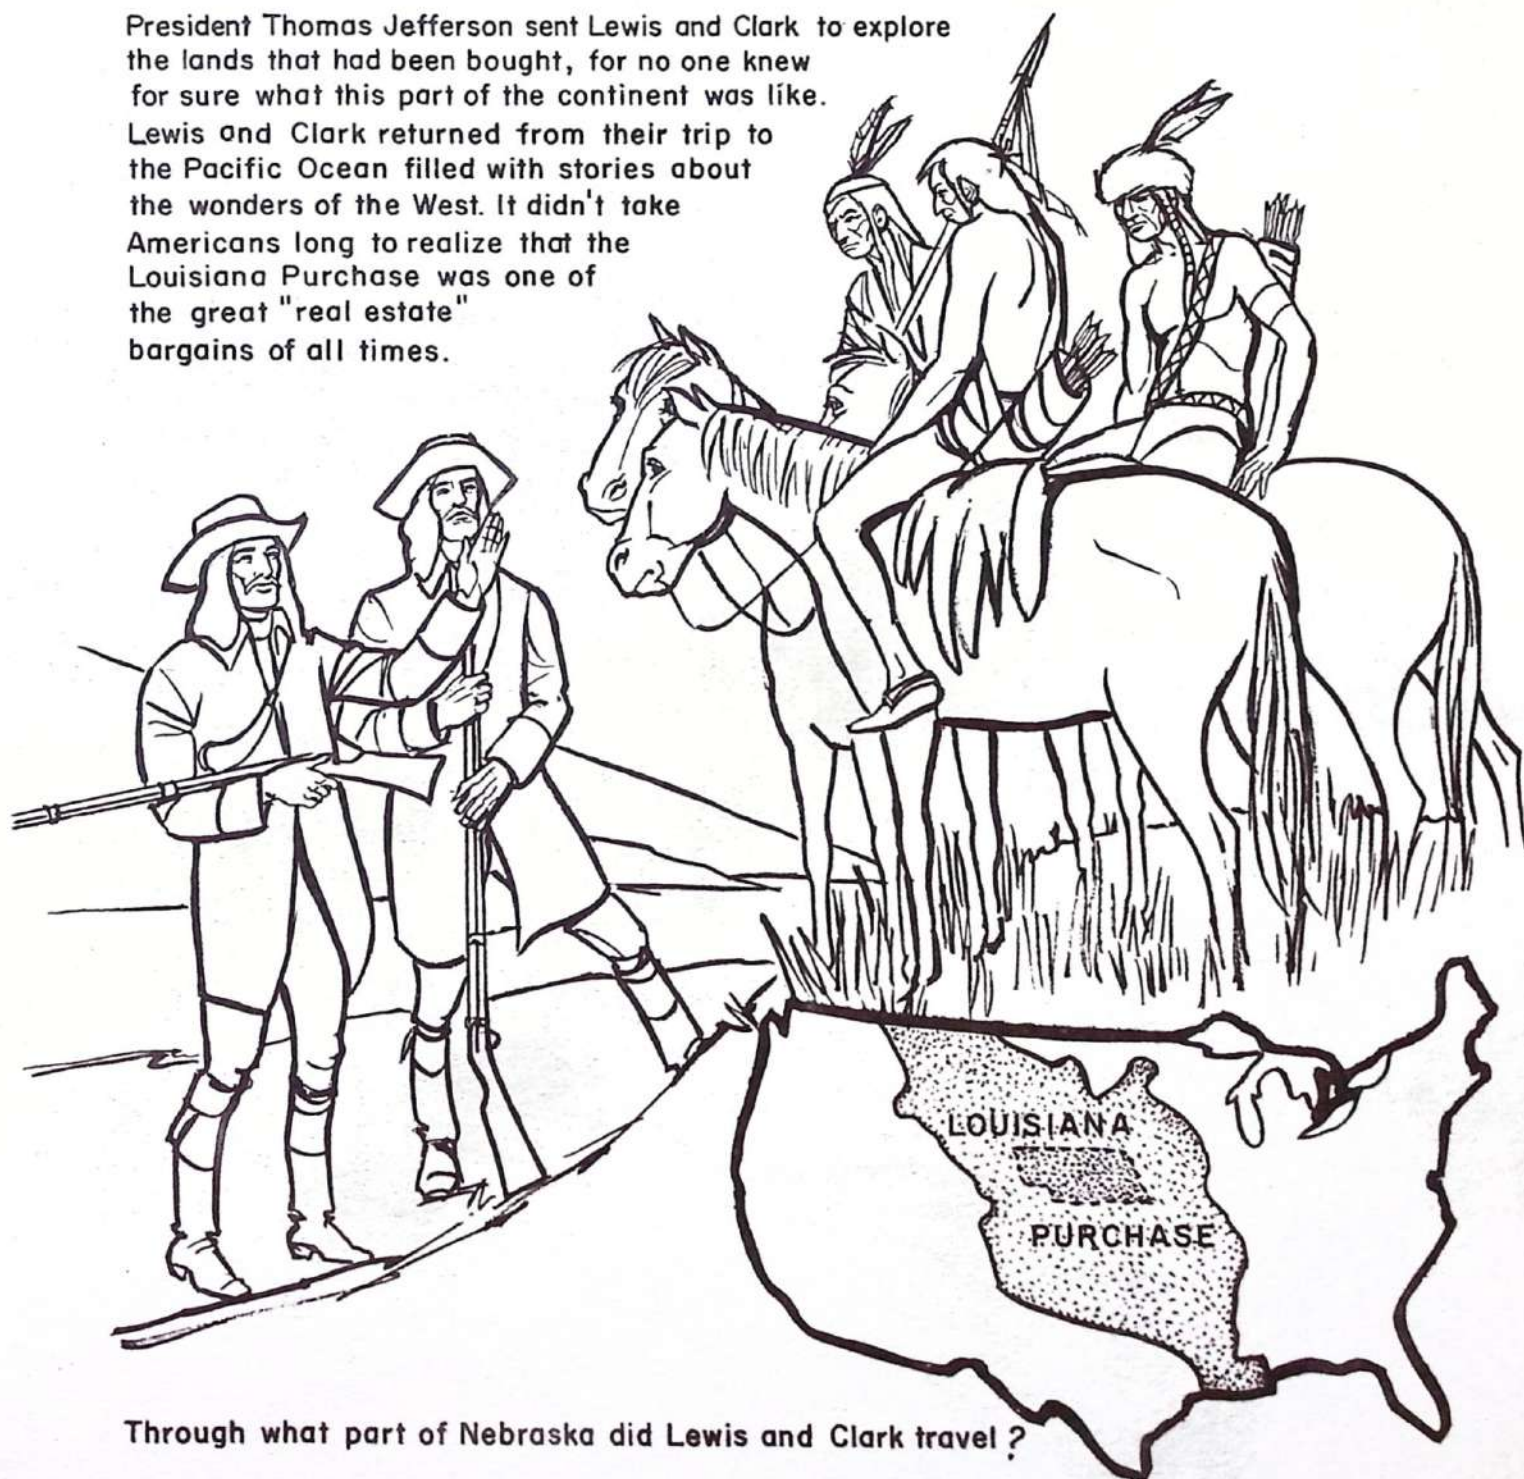 President Thomas Jefferson sent Lewis and Clark to explore
the lands that had been bought, for no one knew
for sure what this part of the continent was like.
Lewis and Clark returned from their trip to
the Pacific Ocean filled with stories about
the wonders of the West. It didn't take
Americans long to realize that the
Louisiana Purchase was one of
the great "real estate"
bargains of all times.
LOUISIANA
PURCHASE
Through what part of Nebraska did Lewis and Clark travel?